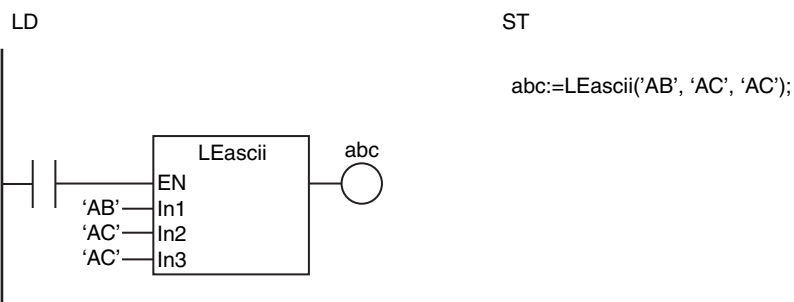 LD
ST
abc:=LEascii('AB', ‘AC’, ‘AC’);
LEascii
abc
EN
‘AB’ In1
‘AC’ In2
‘AC’ In3